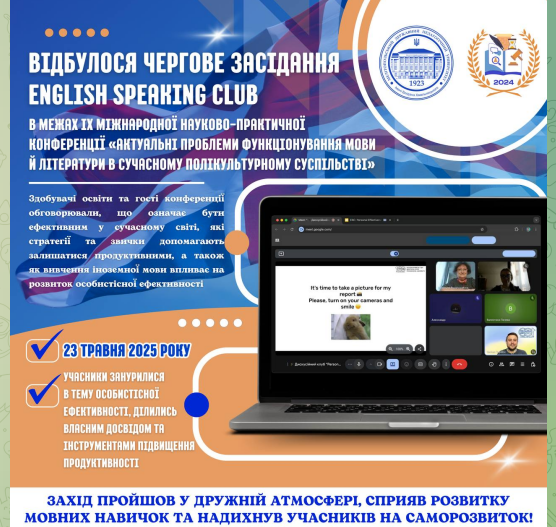 ВІДБУЛОСЯ ЧЕРГОВЕ ЗАСІДАННЯ
ENGLISH SPEAKING CLUB
В МЕЖАХ ІХ МІЖНАРОДНОЇ НАУКОВО-ПРАКТИЧНОЇ
КОНФЕРЕНЦІЇ «АКТУАЛЬНІ ПРОБЛЕМИ ФУНКЦІОНУВАННЯ МОВИ
Й ЛІТЕРАТУРИ В СУЧАСНОМУ ПОЛІКУЛЬТУРНОМУ СУСПІЛЬСТВІ»
1923
2024
Здобувачі освіти та гості конференції
обговорювали, що означає бути
ефективним у сучасному світі, які
стратегії та звички допомагають
залишатися продуктивними, а також
як вивчення іноземної мови впливає на
розвиток особистісної ефективності
meet.google.com
It's time to take a picture for my
report
Please, turn on your cameras and
smile
23 ТРАВНЯ 2025 РОКУ
УЧАСНИКИ ЗАНУРИЛИСЯ
В ТЕМУ ОСОБИСТІСНОЇ
ЕФЕКТИВНОСТІ, ДІЛИЛИСЬ
ВЛАСНИМ ДОСВІДОМ ТА
ІНСТРУМЕНТАМИ ПІДВИЩЕННЯ
ПРОДУКТИВНОСТІ
ЗАХІД ПРОЙШОВ У ДРУЖНІЙ АТМОСФЕРІ, СПРИЯВ РОЗВИТКУ
МОВНИХ НАВИЧОК ТА НАДИХНУВ УЧАСНИКІВ НА САМОРОЗВИТОК!